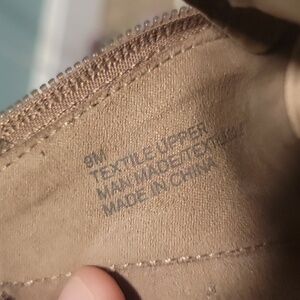 9M
TEXTILE UPPER
MAN-MADE/TEXTILE
MADE IN CHINA